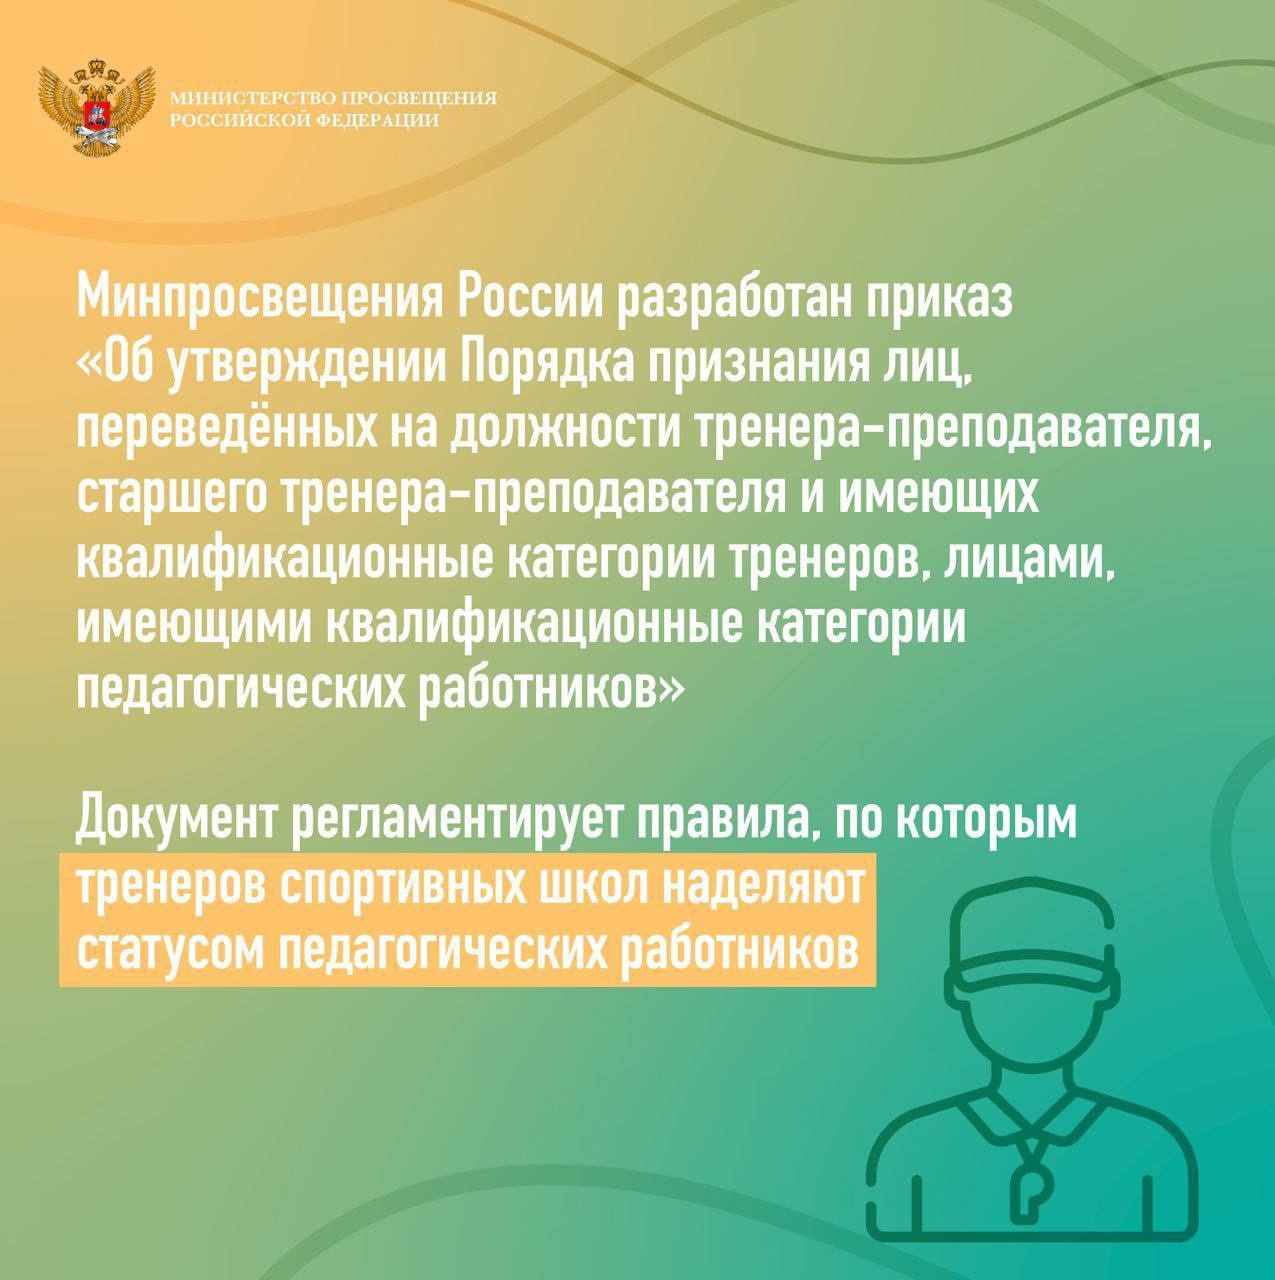 МИНИСТЕРСТВО ПРОСВЕЩЕНИЯ
РОССИЙСКОЙ ФЕДЕРАЦИИ
Минпросвещения России разработан приказ
«Об утверждении Порядка признания лиц,
переведённых на должности тренера-преподавателя,
старшего тренера-преподавателя и имеющих
квалификационные категории тренеров, лицами,
имеющими квалификационные категории
педагогических работников»
Документ регламентирует правила, по которым
тренеров спортивных школ наделяют
статусом педагогических работников